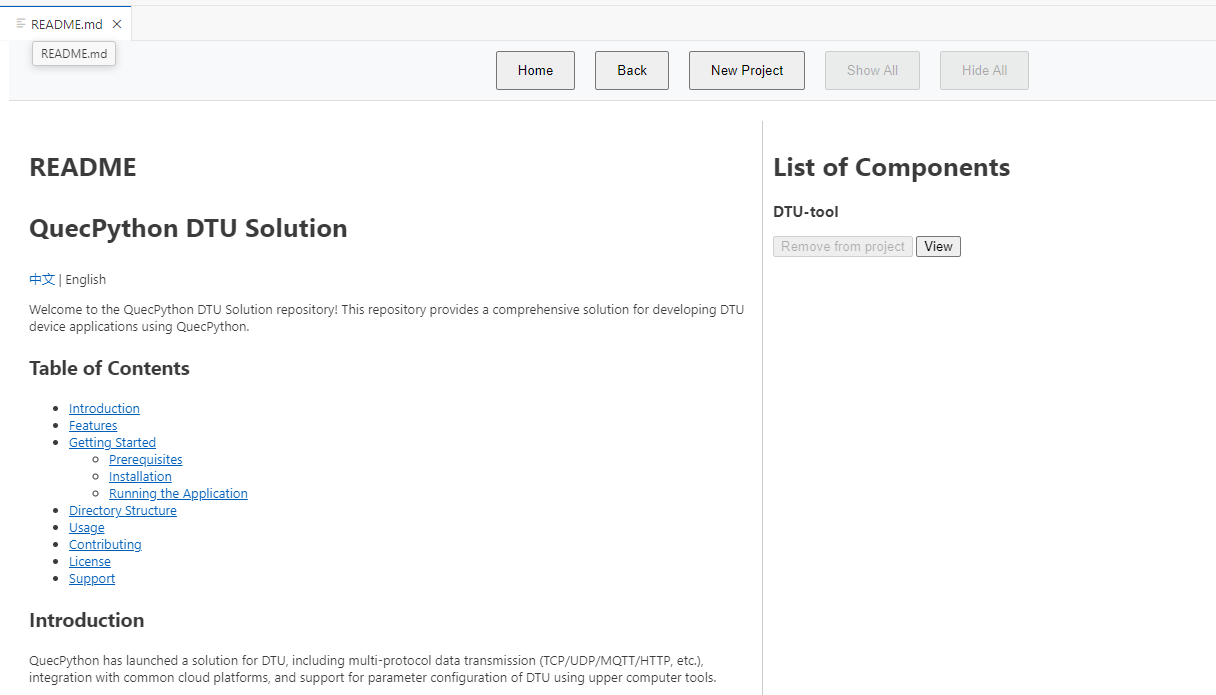 README.md
README.md
Home Back New Project Show All Hide All
README
QuecPython DTU Solution
中文 | English
Welcome to the QuecPython DTU Solution repository! This repository provides a comprehensive solution for developing DTU
device applications using QuecPython.
Table of Contents
Introduction
Features
Getting Started
Prerequisites
Installation
Running the Application
Directory Structure
Usage
Contributing
License
Support
Introduction
QuecPython has launched a solution for DTU, including multi-protocol data transmission (TCP/UDP/MQTT/HTTP, etc.),
integration with common cloud platforms, and support for parameter configuration of DTU using upper computer tools.
List of Components
DTU-tool
Remove from project View